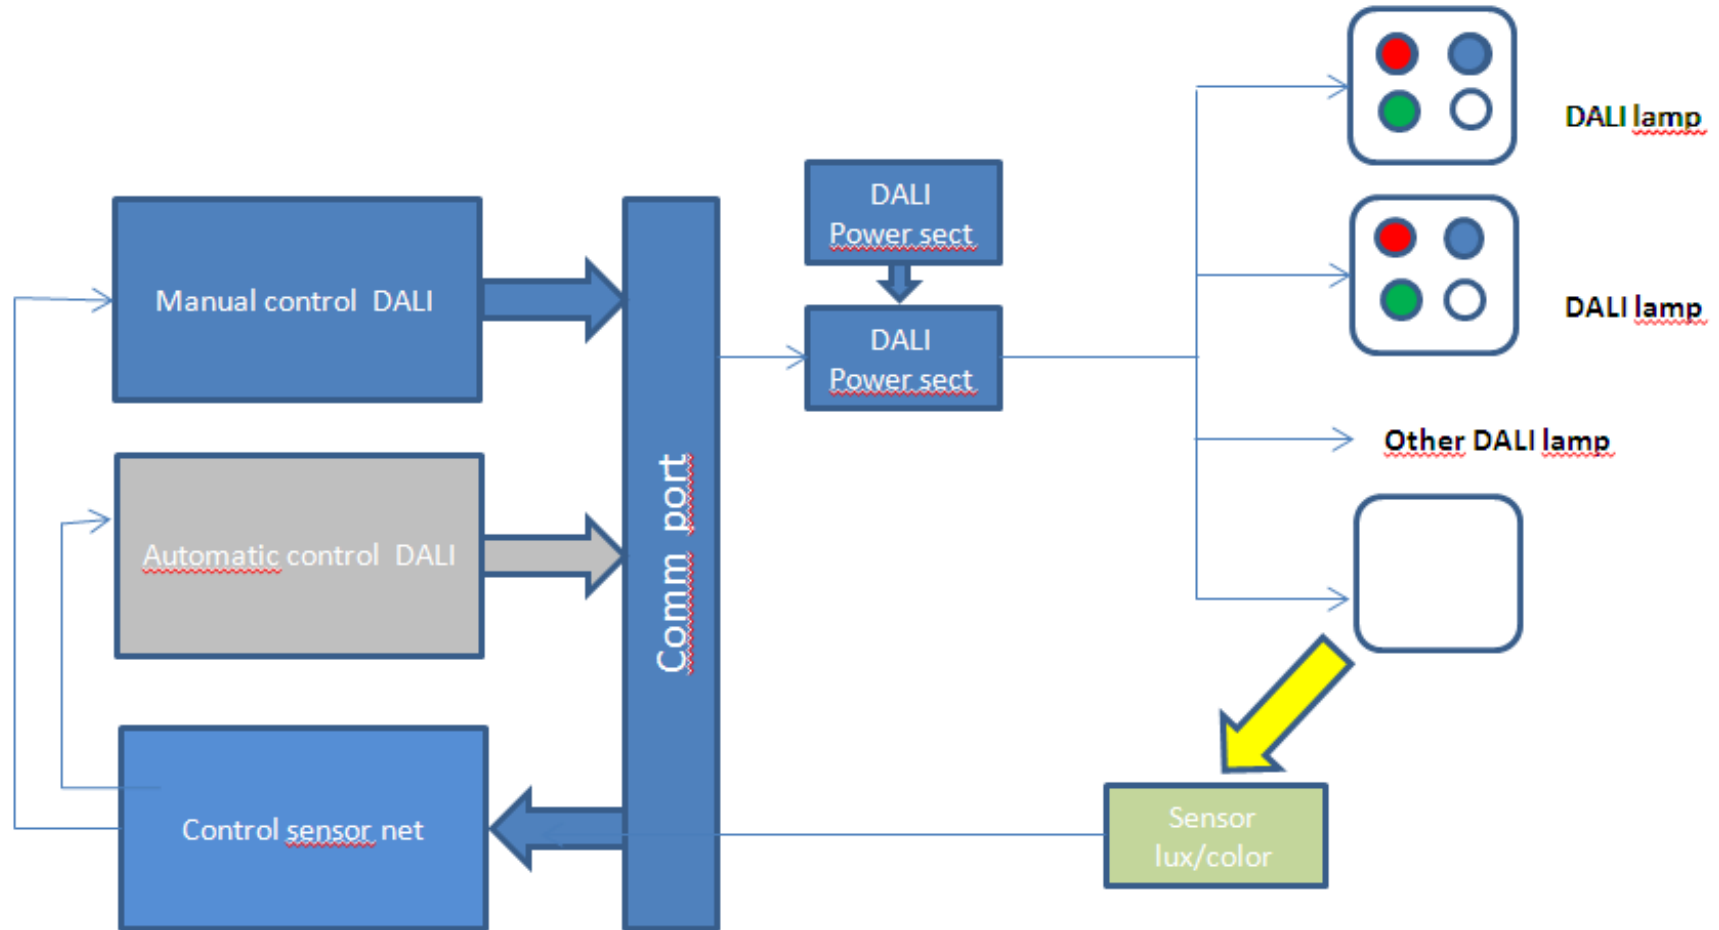 DALI lamp
DALI
Power sect
Manual control DALI
DALI lamp
DALI
Power sect
Other DALI lamp
Comm port
Automatic control DALI
Control sensor net
Sensor
lux/color